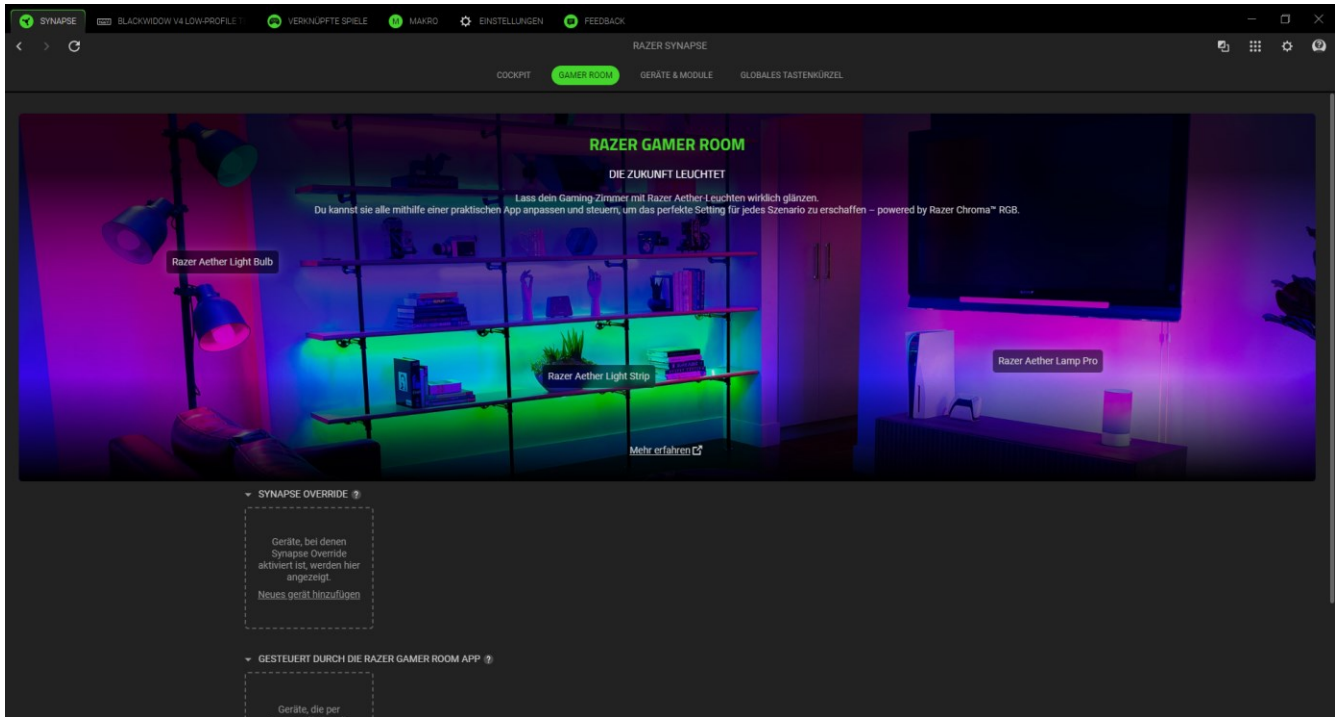 SYNAPSE
BLACKWIDOW V4 LOW-PROFILE
VERKNÜPFTE SPIELE
M
MAKRO
EINSTELLUNGEN
FEEDBACK
RAZER SYNAPSE
COCKPIT
GAMER ROOM
GERÄTE & MODULE
GLOBALES TASTENKÜRZEL
RAZER GAMER ROOM
DIE ZUKUNFT LEUCHTET
Lass dein Gaming-Zimmer mit Razer Aether-Leuchten wirklich glänzen.
Du kannst sie alle mithilfe einer praktischen App anpassen und steuern, um das perfekte Setting für jedes Szenario zu erschaffen – powered by Razer Chroma™ RGB.
Razer Aether Light Bulb
Razer Aether Lamp Pro
Razer Aether Light Strip
Mehr erfahren
SYNAPSE OVERRIDE ?
Geräte, bei denen
Synapse Override
aktiviert ist, werden hier
angezeigt.
Neues gerät hinzufügen
GESTEUERT DURCH DIE RAZER GAMER ROOM APP ?
Geräte, die per